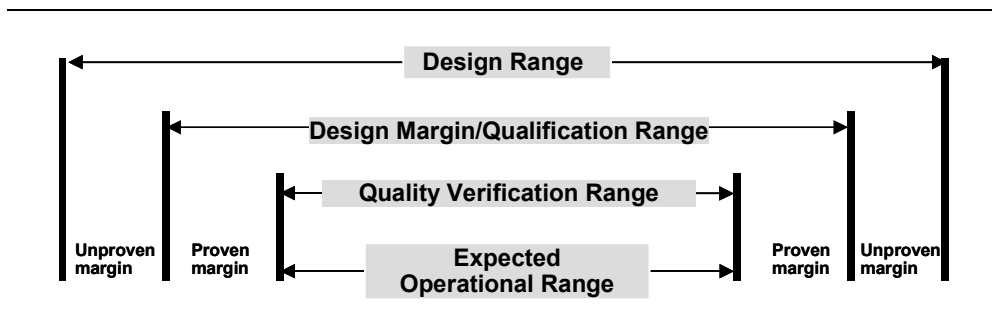 Design Range
Design Margin/Qualification Range
Quality Verification Range
Unproven
margin
Proven
margin
Expected
Operational Range
Proven
margin
Unproven
margin